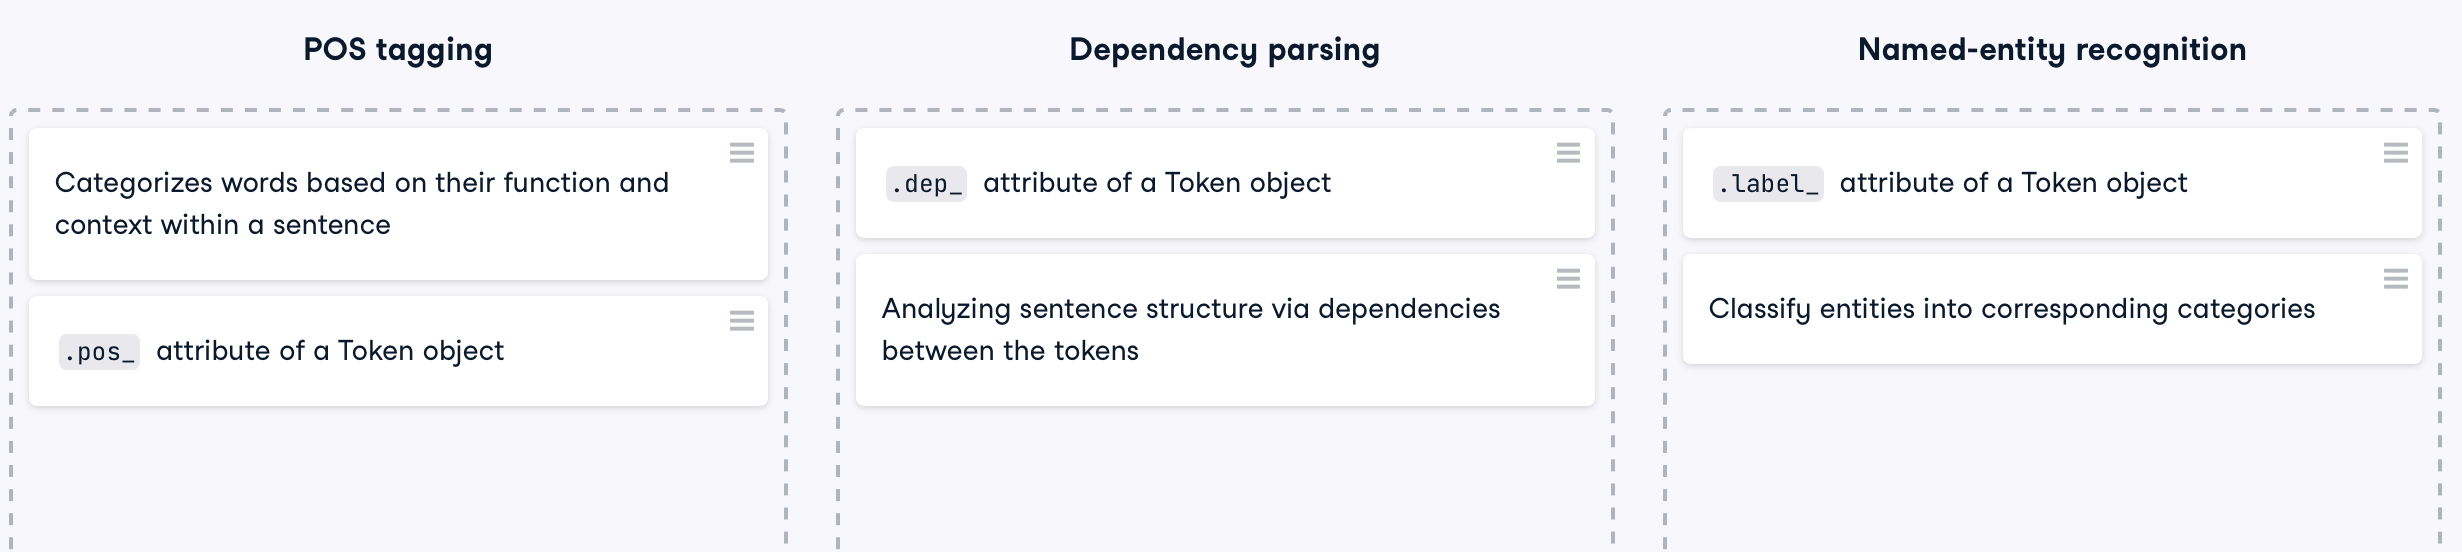 POS tagging
Categorizes words based on their function and
context within a sentence
.pos_ attribute of a Token object
Dependency parsing
.dep_ attribute of a Token object
Analyzing sentence structure via dependencies
between the tokens
Named-entity recognition
.label_ attribute of a Token object
Classify entities into corresponding categories